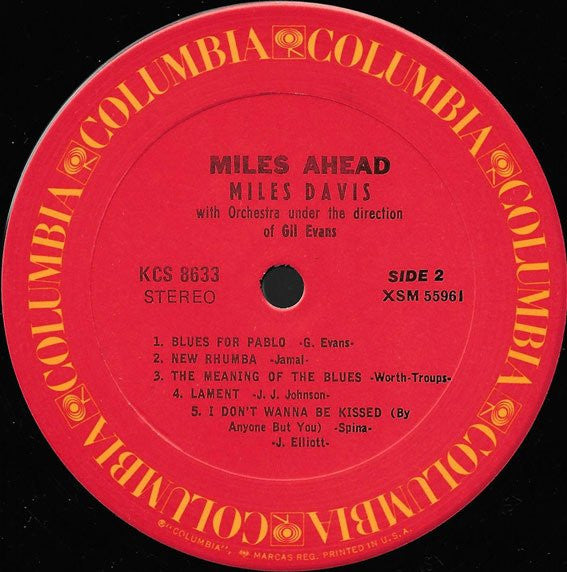 COLUMBIA COLUMBIA COLUMBIA COLUMBIA COLUMBIA COLUMBIA
MILES AHEAD
MILES DAVIS
with Orchestra under the direction
of Gil Evans
KCS 8633
STEREO
SIDE 2
XSM 55961
1. BLUES FOR PABLO -G. Evans-
2. NEW RHUMBA -Jamal-
3. THE MEANING OF THE BLUES -Worth-Troups-
4. LAMENT -J. J. Johnson-
5. I DON'T WANNA BE KISSED (By
Anyone But You) -Spina-
-J. Elliott-
®"COLUMBIA", MARCAS REG. PRINTED IN U.S.A.